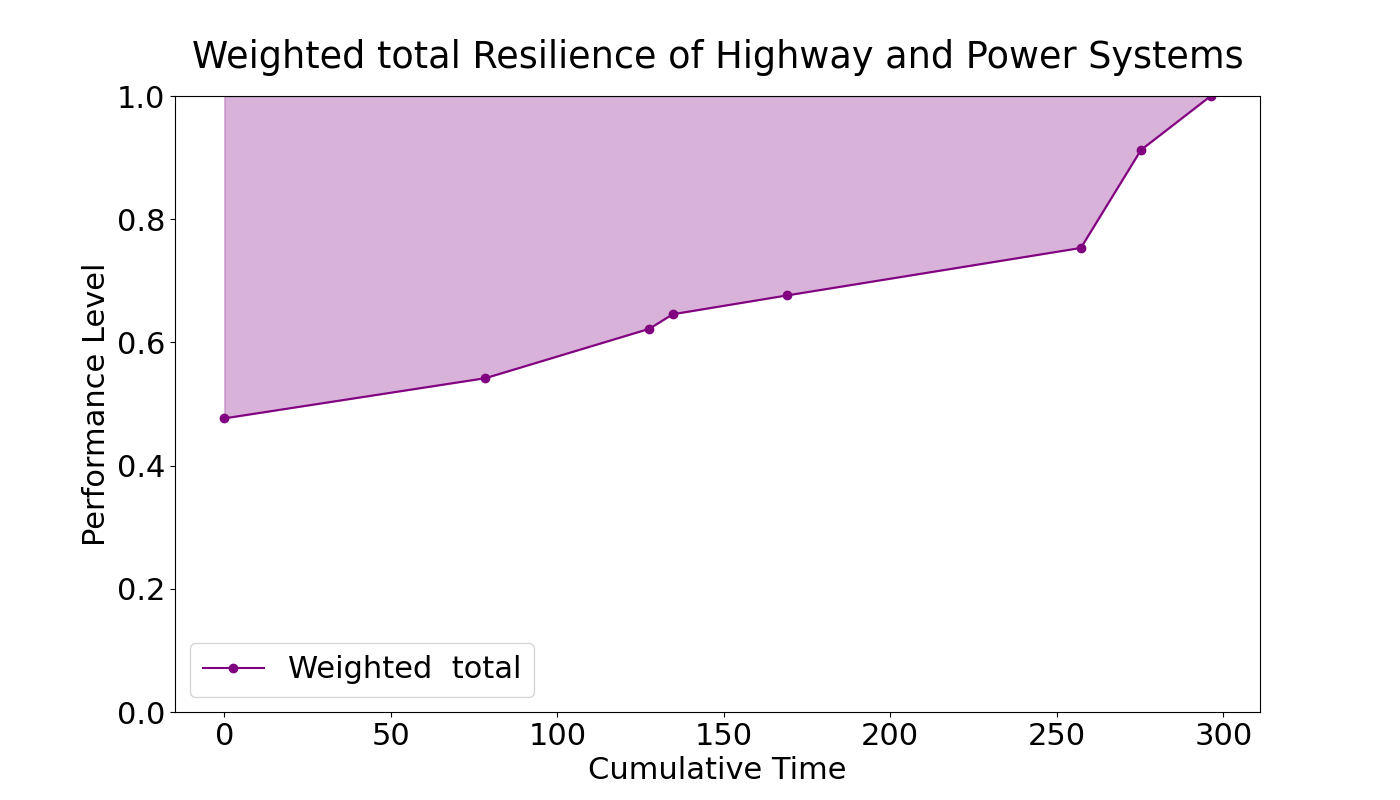 Weighted total Resilience of Highway and Power Systems
1.0
0.8
0.6
0.4
0.2
0.0
Performance Level
Weighted  total
0 50 100 150 200 250 300
Cumulative Time